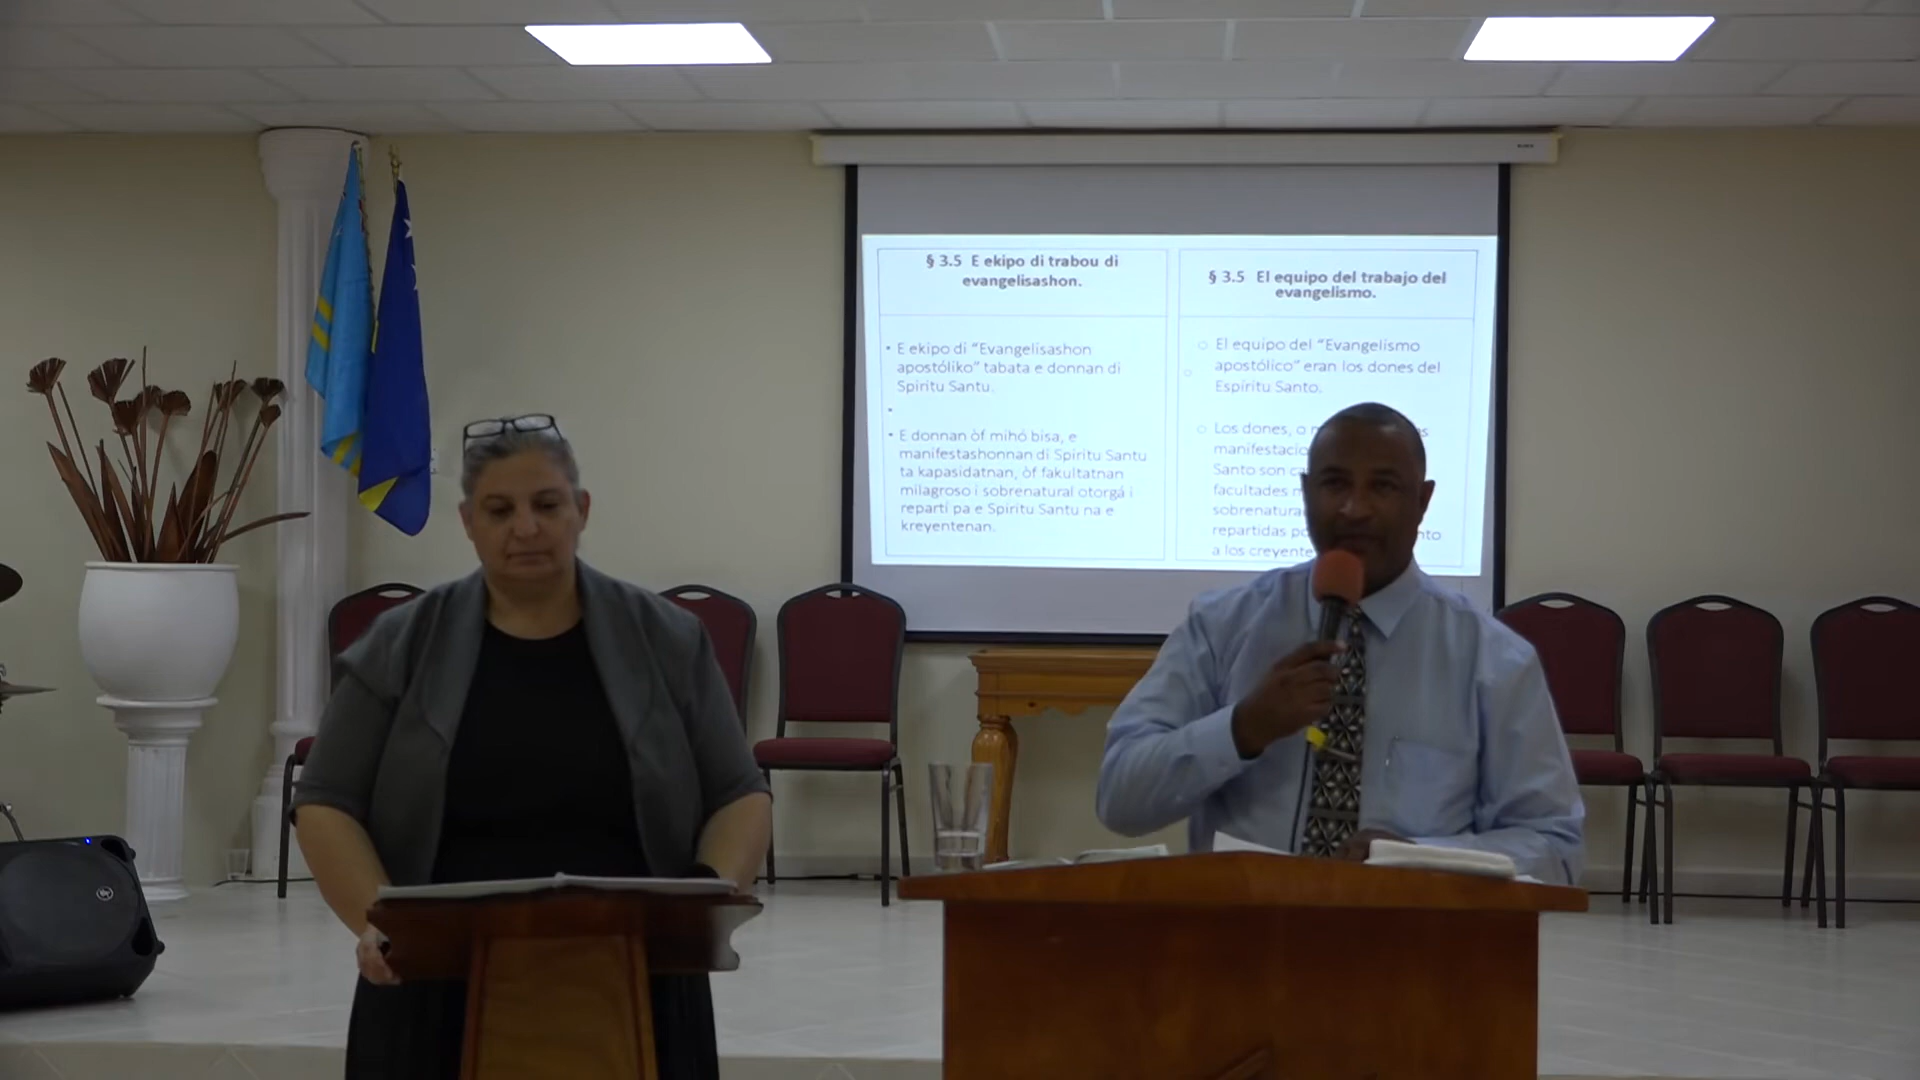 § 3.5 E ekipo di trabou di
evangelisashon.
• E ekipo di “Evangelisashon
apostóliko” tabata e donnan di
Spiritu Santu.
•
• E donnan òf mihó bisa, e
manifestashonnan di Spiritu Santu
ta kapasidatnan, òf fakultatnan
milagroso i sobrenatural otorgá i
repartí pa e Spiritu Santu na e
kreyentenan.
§ 3.5 El equipo del trabajo del
evangelismo.
○ El equipo del “Evangelismo
apostólico” eran los dones del
Espíritu Santo.
○ Los dones, o
manifestacio
Santo son
facultades
sobrenatura
repartidas
a los creyente